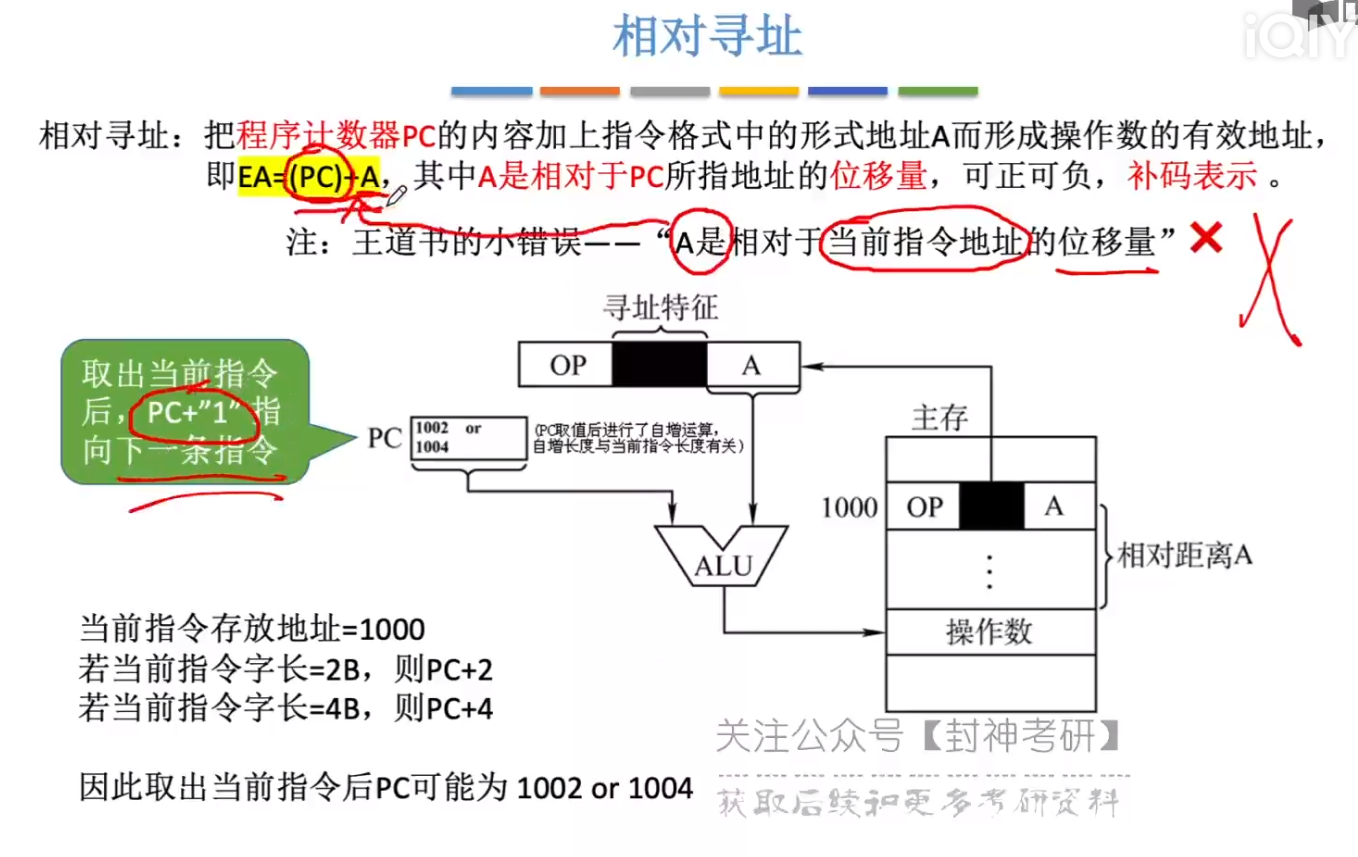 iQIY
相对寻址
相对寻址：把程序计数器PC的内容加上指令格式中的形式地址A而形成操作数的有效地址，
即EA=(PC)+A，其中A是相对于PC所指地址的位移量，可正可负，补码表示 。
注：王道书的小错误——“A是相对于当前指令地址的位移量”❌
寻址特征
OP A
取出当前指令
后，PC+”1”指
向下一条指令
PC
1002 or
1004
(PC取值后进行了自增运算，
自增长度与当前指令长度有关)
主存
1000
OP A
⋮
相对距离A
ALU
操作数
当前指令存放地址=1000
若当前指令字长=2B，则PC+2
若当前指令字长=4B，则PC+4
因此取出当前指令后PC可能为 1002 or 1004
关注公众号【封神考研】
获取后续和更多考研资料